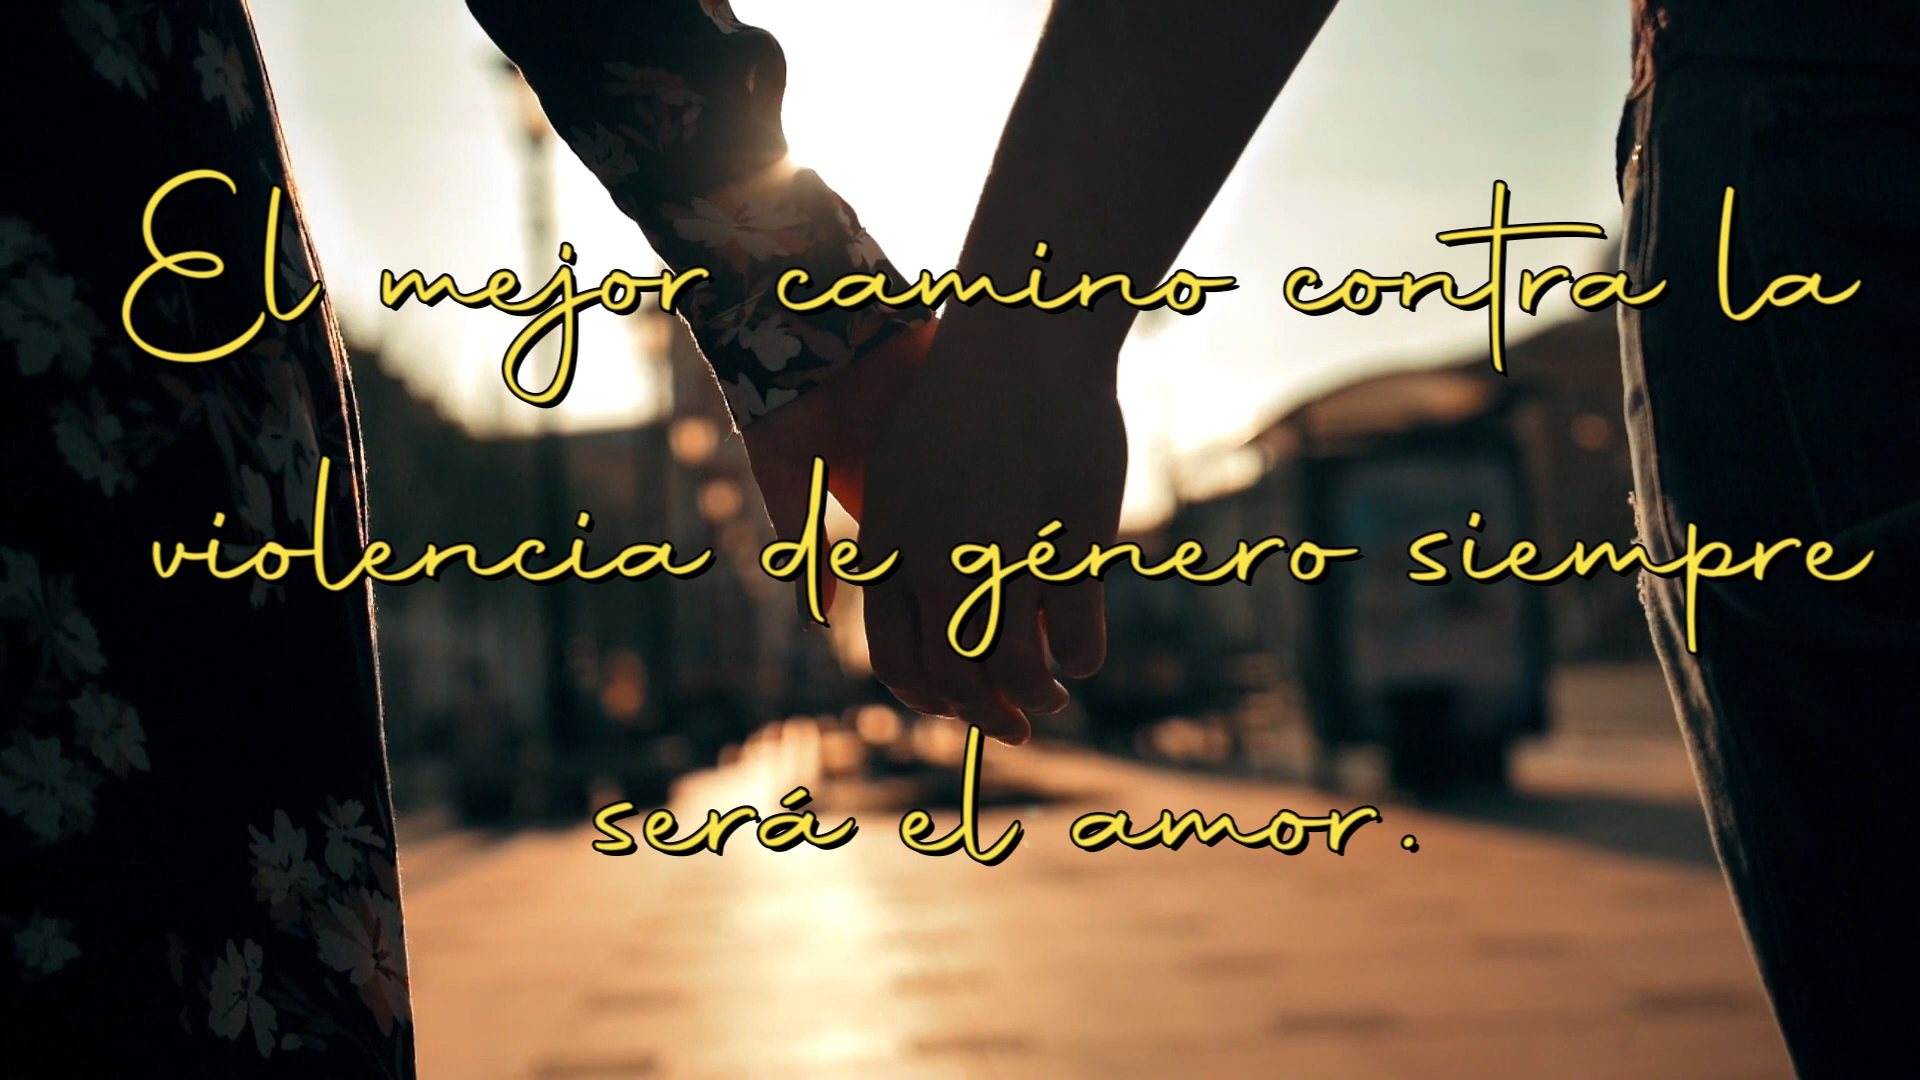 El mejor camino contra la
violencia de género siempre
será el amor.